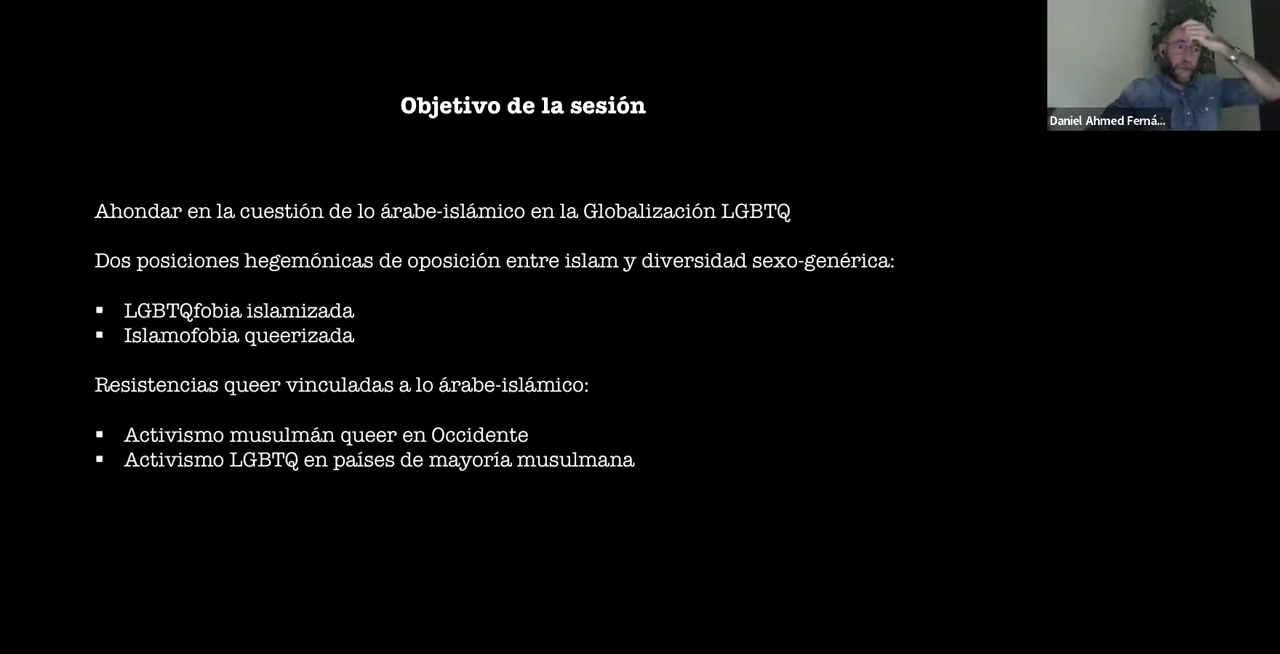 Objetivo de la sesión
Daniel Ahmed Ferná...
Ahondar en la cuestión de lo árabe-islámico en la Globalización LGBTQ
Dos posiciones hegemónicas de oposición entre islam y diversidad sexo-genérica:
▪ LGBTQfobia islamizada
▪ Islamofobia queerizada
Resistencias queer vinculadas a lo árabe-islámico:
▪ Activismo musulmán queer en Occidente
▪ Activismo LGBTQ en países de mayoría musulmana